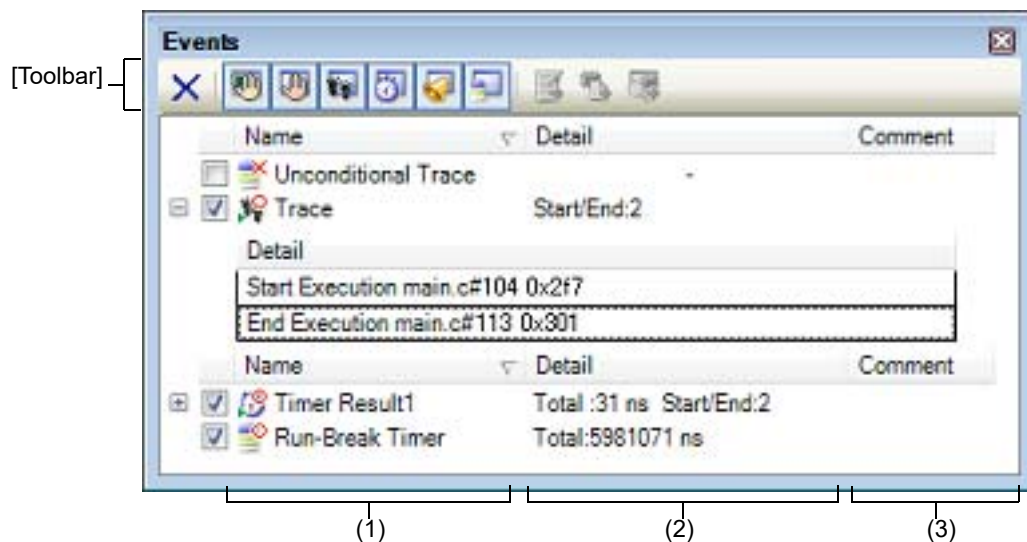 Events
[Toolbar]
Name Detail Comment
Unconditional Trace -
Trace Start/End:2
Detail
Start Execution main.c#104 0x2f7
End Execution main.c#113 0x301
Name Detail Comment
Timer Result1 Total :31 ns Start/End:2
Run-Break Timer Total:5981071 ns
(1) (2) (3)